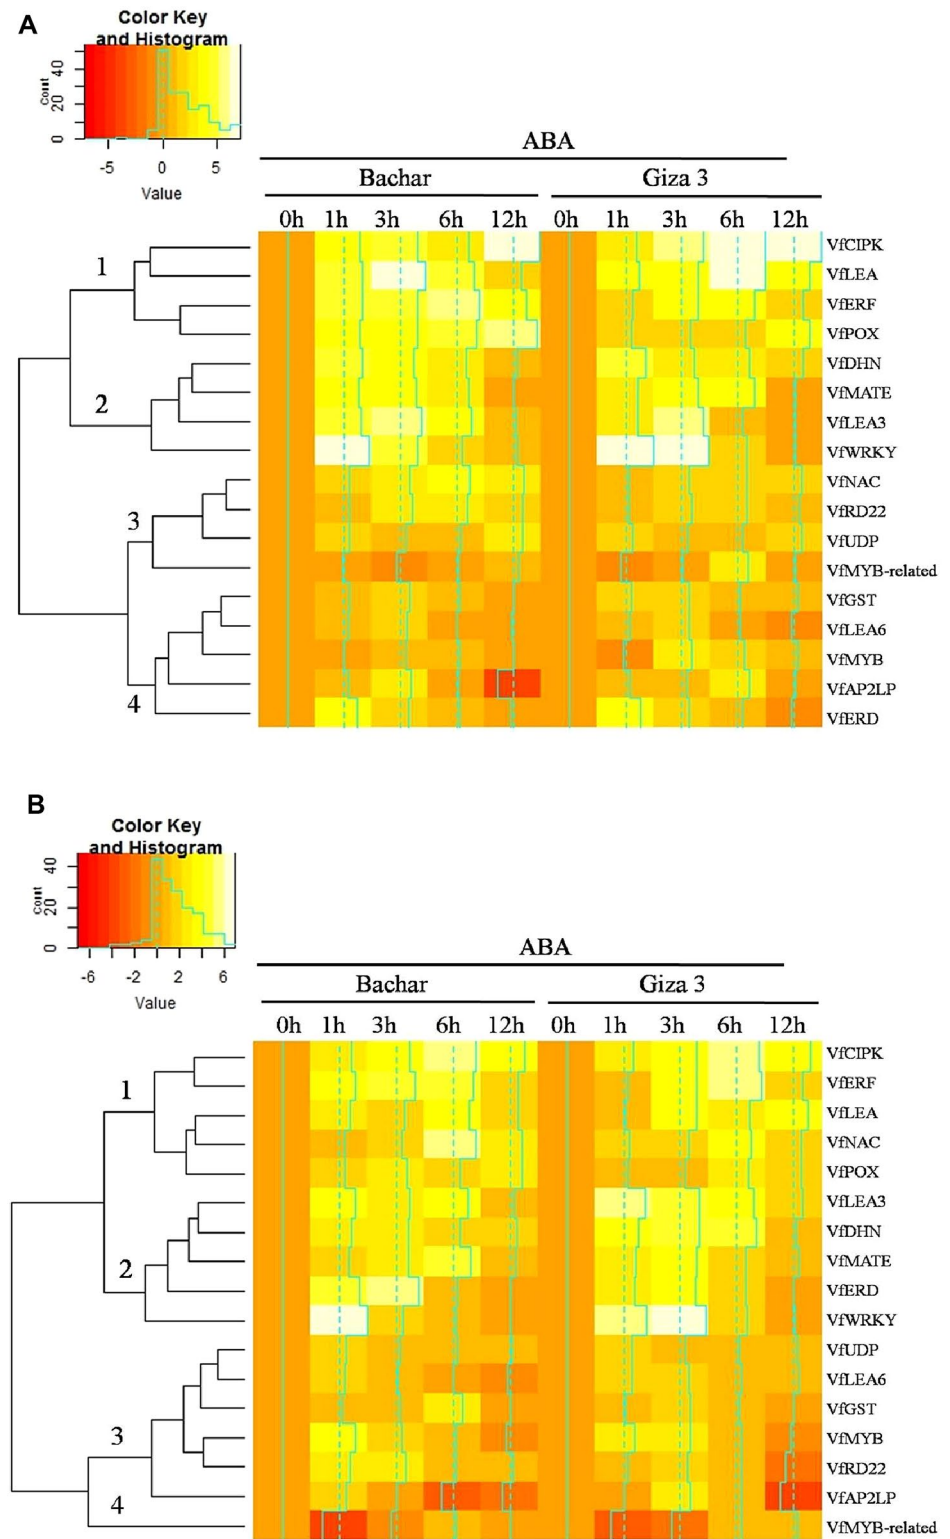 A
Color Key
and Histogram
Count
0 20 40
-5 0 5
Value
ABA
Bachar Giza 3
0h 1h 3h 6h 12h 0h 1h 3h 6h 12h
1
2
3
4
VfCIPK
VfLEA
VfERF
VfPOX
VfDHN
VfMATE
VfLEA3
VfWRKY
VfNAC
VfRD22
VfUDP
VfMYB-related
VfGST
VfLEA6
VfMYB
VfAP2LP
VfERD
B
Color Key
and Histogram
Count
0 20 40
-6 -2 2 6
Value
ABA
Bachar Giza 3
0h 1h 3h 6h 12h 0h 1h 3h 6h 12h
1
2
3
4
VfCIPK
VfERF
VfLEA
VfNAC
VfPOX
VfLEA3
VfDHN
VfMATE
VfERD
VfWRKY
VfUDP
VfLEA6
VfGST
VfMYB
VfRD22
VfAP2LP
VfMYB-related